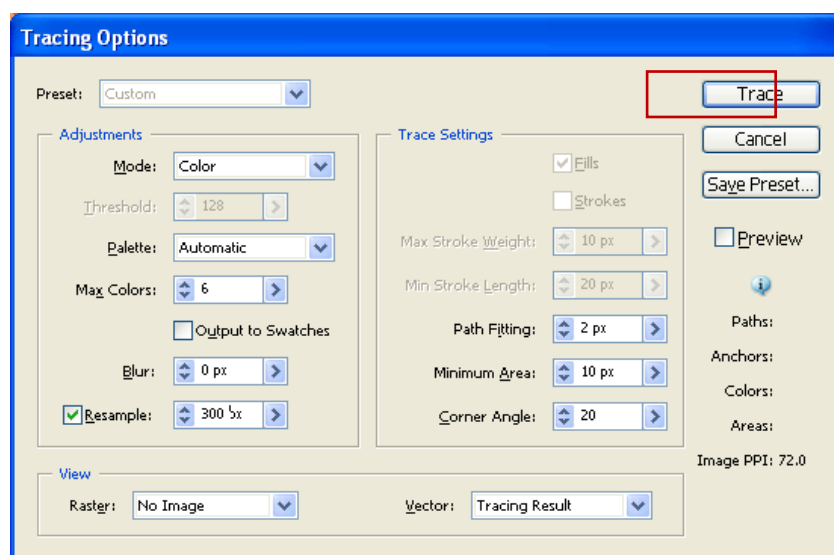 Tracing Options
Preset: Custom
Trace
Adjustments
Trace Settings
Cancel
Mode: Color
Fills
Save Preset...
Threshold: 128
Strokes
Palette: Automatic
Max Stroke Weight: 10 px
Preview
Max Colors: 6
Min Stroke Length: 20 px
Output to Swatches
Path Fitting: 2 px
Paths:
Blur: 0 px
Minimum Area: 10 px
Anchors:
Colors:
Resample: 300
Corner Angle: 20
Areas:
Image PPI: 72.0
View
Raster: No Image
Vector: Tracing Result